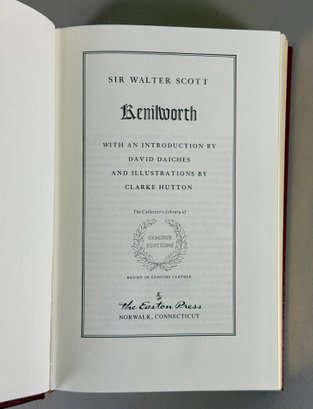 SIR WALTER SCOTT
Kenilworth
WITH AN INTRODUCTION BY
DAVID DAICHES
AND ILLUSTRATIONS BY
CLARKE HUTTON
The Collector's Library of
FAMOUS
EDITIONS
BOUND IN GENUINE LEATHER
the Easton Press
NORWALK, CONNECTICUT